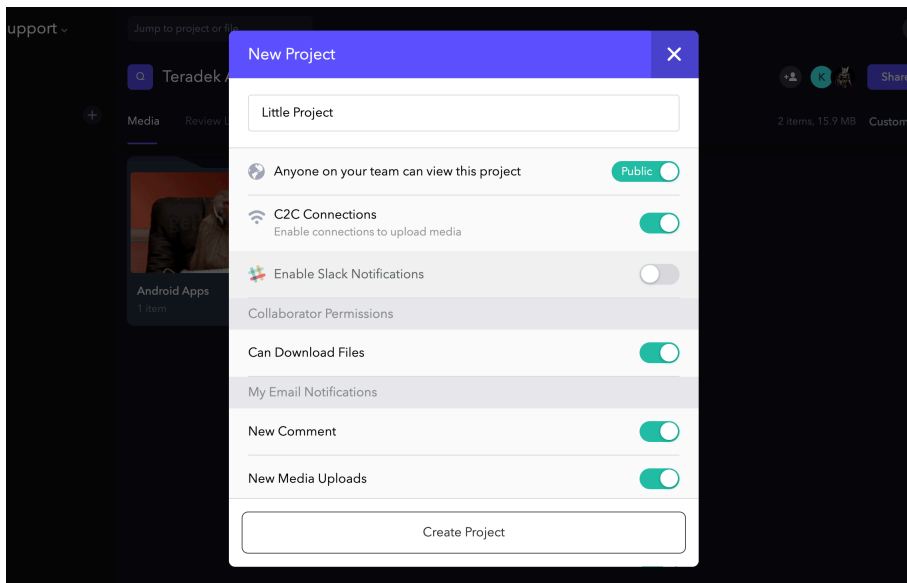 upport
Jump to project or file
New Project
Teradek
K
Share
Little Project
Media Review L
2 items, 15.9 MB Custom
Anyone on your team can view this project Public
C2C Connections
Enable connections to upload media
Enable Slack Notifications
Android Apps
1 item
Collaborator Permissions
Can Download Files
My Email Notifications
New Comment
New Media Uploads
Create Project